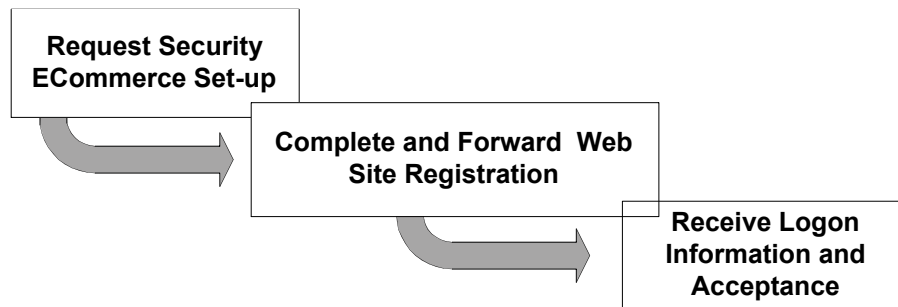 Request Security
ECommerce Set-up
Complete and Forward  Web
Site Registration
Receive Logon
Information and
Acceptance